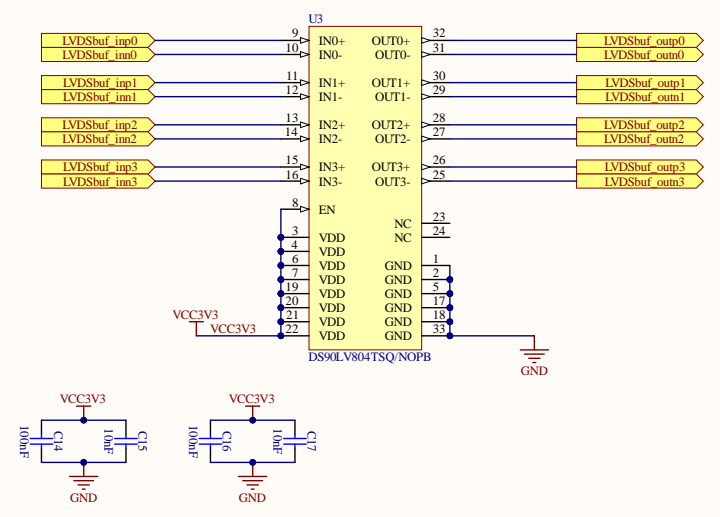 U3
LVDSbuf_inp0 9 IN0+ OUT0+ 32 LVDSbuf_outp0
LVDSbuf_inn0 10 IN0- OUT0- 31 LVDSbuf_outn0
LVDSbuf_inp1 11 IN1+ OUT1+ 30 LVDSbuf_outp1
LVDSbuf_inn1 12 IN1- OUT1- 29 LVDSbuf_outn1
LVDSbuf_inp2 13 IN2+ OUT2+ 28 LVDSbuf_outp2
LVDSbuf_inn2 14 IN2- OUT2- 27 LVDSbuf_outn2
LVDSbuf_inp3 15 IN3+ OUT3+ 26 LVDSbuf_outp3
LVDSbuf_inn3 16 IN3- OUT3- 25 LVDSbuf_outn3
8 EN
NC 23
3 VDD NC 24
4 VDD
6 VDD GND 1
7 VDD GND 2
19 VDD GND 5
20 VDD GND 17
VCC3V3
21 VDD GND 18
VCC3V3 22 VDD GND 33
DS90LV804TSQ/NOPB
GND
VCC3V3 VCC3V3
100nF C14 10nF C15 100nF C16 10nF C17
GND GND